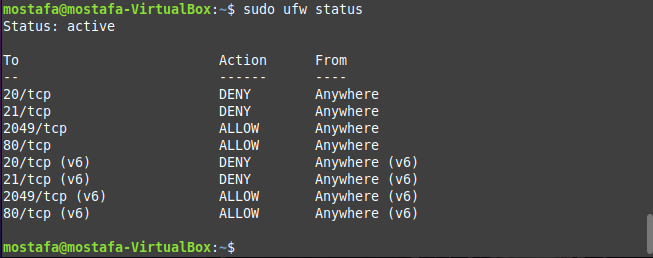 mostafa@mostafa-VirtualBox:~$ sudo ufw status
Status: active
To                         Action      From
--                         ------      ----
20/tcp                     DENY        Anywhere
21/tcp                     DENY        Anywhere
2049/tcp                   ALLOW       Anywhere
80/tcp                     ALLOW       Anywhere
20/tcp (v6)                DENY        Anywhere (v6)
21/tcp (v6)                DENY        Anywhere (v6)
2049/tcp (v6)              ALLOW       Anywhere (v6)
80/tcp (v6)                ALLOW       Anywhere (v6)
mostafa@mostafa-VirtualBox:~$